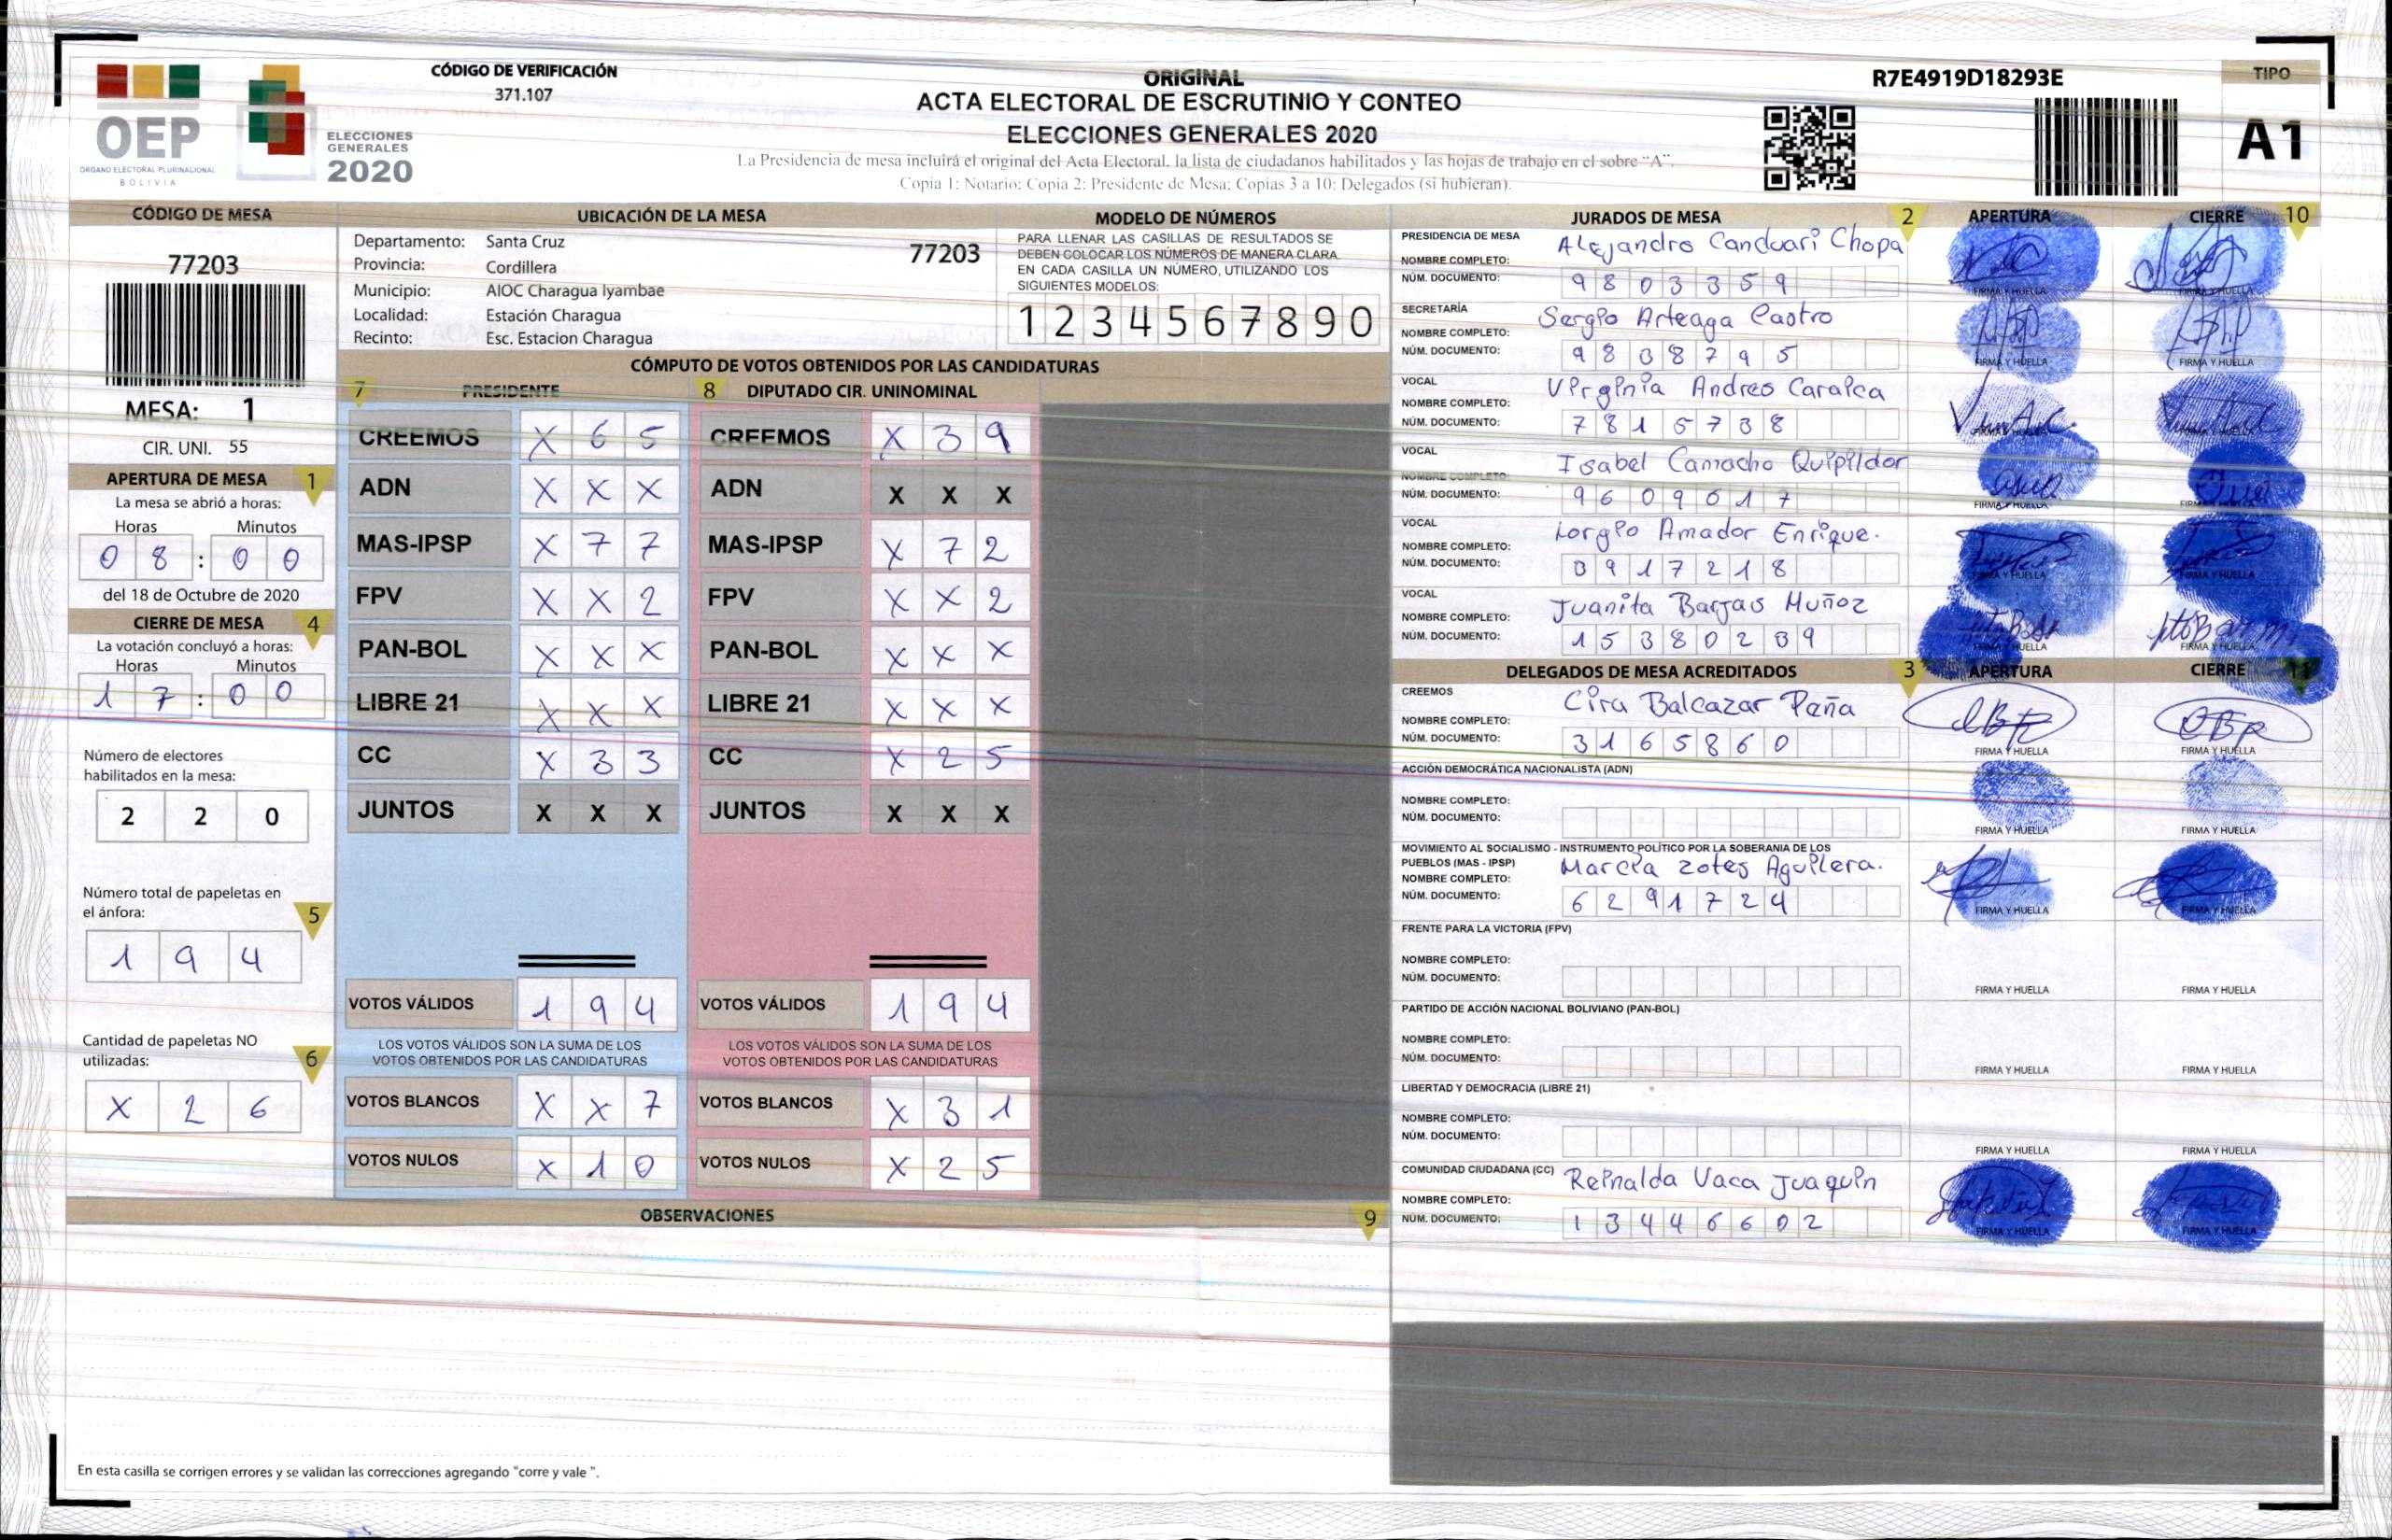 CÓDIGO DE VERIFICACIÓN
371.107
OEP
ÓRGANO ELECTORAL PLURINACIONAL
BOLIVIA
ELECCIONES
GENERALES
2020
ORIGINAL
ACTA ELECTORAL DE ESCRUTINIO Y CONTEO
ELECCIONES GENERALES 2020
La Presidencia de mesa incluirá el original del Acta Electoral, la lista de ciudadanos habilitados y las hojas de trabajo en el sobre "A".
Copia 1: Notario; Copia 2: Presidente de Mesa; Copias 3 a 10: Delegados (si hubieran).
R7E4919D18293E
TIPO
A1
CÓDIGO DE MESA
77203
MESA: 1
CIR. UNI. 55
APERTURA DE MESA 1
La mesa se abrió a horas:
Horas Minutos
0 8 : 0 0
del 18 de Octubre de 2020
CIERRE DE MESA 4
La votación concluyó a horas:
Horas Minutos
1 7 : 0 0
Número de electores
habilitados en la mesa:
2 2 0
Número total de papeletas en
el ánfora: 5
1 9 4
Cantidad de papeletas NO
utilizadas: 6
X 2 6
UBICACIÓN DE LA MESA
Departamento: Santa Cruz 77203
Provincia: Cordillera
Municipio: AIOC Charagua Iyambae
Localidad: Estación Charagua
Recinto: Esc. Estacion Charagua
MODELO DE NÚMEROS
PARA LLENAR LAS CASILLAS DE RESULTADOS SE
DEBEN COLOCAR LOS NÚMEROS DE MANERA CLARA.
EN CADA CASILLA UN NÚMERO, UTILIZANDO LOS
SIGUIENTES MODELOS:
1 2 3 4 5 6 7 8 9 0
CÓMPUTO DE VOTOS OBTENIDOS POR LAS CANDIDATURAS
7 PRESIDENTE
CREEMOS X 6 5
ADN X X X
MAS-IPSP X 7 7
FPV X X 2
PAN-BOL X X X
LIBRE 21 X X X
CC X 3 3
JUNTOS X X X
VOTOS VÁLIDOS 1 9 4
LOS VOTOS VÁLIDOS SON LA SUMA DE LOS
VOTOS OBTENIDOS POR LAS CANDIDATURAS
VOTOS BLANCOS X X 7
VOTOS NULOS X 1 0
8 DIPUTADO CIR. UNINOMINAL
CREEMOS X 3 9
ADN X X X
MAS-IPSP X 7 2
FPV X X 2
PAN-BOL X X X
LIBRE 21 X X X
CC X 2 5
JUNTOS X X X
VOTOS VÁLIDOS 1 9 4
LOS VOTOS VÁLIDOS SON LA SUMA DE LOS
VOTOS OBTENIDOS POR LAS CANDIDATURAS
VOTOS BLANCOS X 3 1
VOTOS NULOS X 2 5
OBSERVACIONES 9
En esta casilla se corrigen errores y se validan las correcciones agregando "corre y vale ".
JURADOS DE MESA 2 APERTURA CIERRE 10
PRESIDENCIA DE MESA
NOMBRE COMPLETO: Alejandro Canduari Chopa
NÚM. DOCUMENTO: 9 8 0 3 3 5 9
FIRMA Y HUELLA FIRMA Y HUELLA
SECRETARÍA
NOMBRE COMPLETO: Sergio Arteaga Castro
NÚM. DOCUMENTO: 9 8 3 8 7 9 5
FIRMA Y HUELLA FIRMA Y HUELLA
VOCAL
NOMBRE COMPLETO: Virginia Andres Caraica
NÚM. DOCUMENTO: 7 8 1 5 7 3 8
FIRMA Y HUELLA FIRMA Y HUELLA
VOCAL
NOMBRE COMPLETO: Isabel Camacho Quipildor
NÚM. DOCUMENTO: 9 6 0 9 6 1 7
FIRMA Y HUELLA FIRMA Y HUELLA
VOCAL
NOMBRE COMPLETO: Lorgio Amador Enrique.
NÚM. DOCUMENTO: 3 9 1 7 2 1 8
FIRMA Y HUELLA FIRMA Y HUELLA
VOCAL
NOMBRE COMPLETO: Juanita Barjas Muñoz
NÚM. DOCUMENTO: 1 5 3 8 0 2 3 9
FIRMA Y HUELLA FIRMA Y HUELLA
DELEGADOS DE MESA ACREDITADOS 3 APERTURA CIERRE 11
CREEMOS
NOMBRE COMPLETO: Cira Balcazar Paña
NÚM. DOCUMENTO: 3 1 6 5 8 6 0
FIRMA Y HUELLA FIRMA Y HUELLA
ACCIÓN DEMOCRÁTICA NACIONALISTA (ADN)
NOMBRE COMPLETO:
NÚM. DOCUMENTO:
FIRMA Y HUELLA FIRMA Y HUELLA
MOVIMIENTO AL SOCIALISMO - INSTRUMENTO POLÍTICO POR LA SOBERANIA DE LOS
PUEBLOS (MAS - IPSP)
NOMBRE COMPLETO: Marcia Zotes Aguilera.
NÚM. DOCUMENTO: 6 2 9 1 7 2 4
FIRMA Y HUELLA FIRMA Y HUELLA
FRENTE PARA LA VICTORIA (FPV)
NOMBRE COMPLETO:
NÚM. DOCUMENTO:
FIRMA Y HUELLA FIRMA Y HUELLA
PARTIDO DE ACCIÓN NACIONAL BOLIVIANO (PAN-BOL)
NOMBRE COMPLETO:
NÚM. DOCUMENTO:
FIRMA Y HUELLA FIRMA Y HUELLA
LIBERTAD Y DEMOCRACIA (LIBRE 21)
NOMBRE COMPLETO:
NÚM. DOCUMENTO:
FIRMA Y HUELLA FIRMA Y HUELLA
COMUNIDAD CIUDADANA (CC)
NOMBRE COMPLETO: Reinalda Vaca Juaquin
NÚM. DOCUMENTO: 1 3 4 4 6 6 0 2
FIRMA Y HUELLA FIRMA Y HUELLA